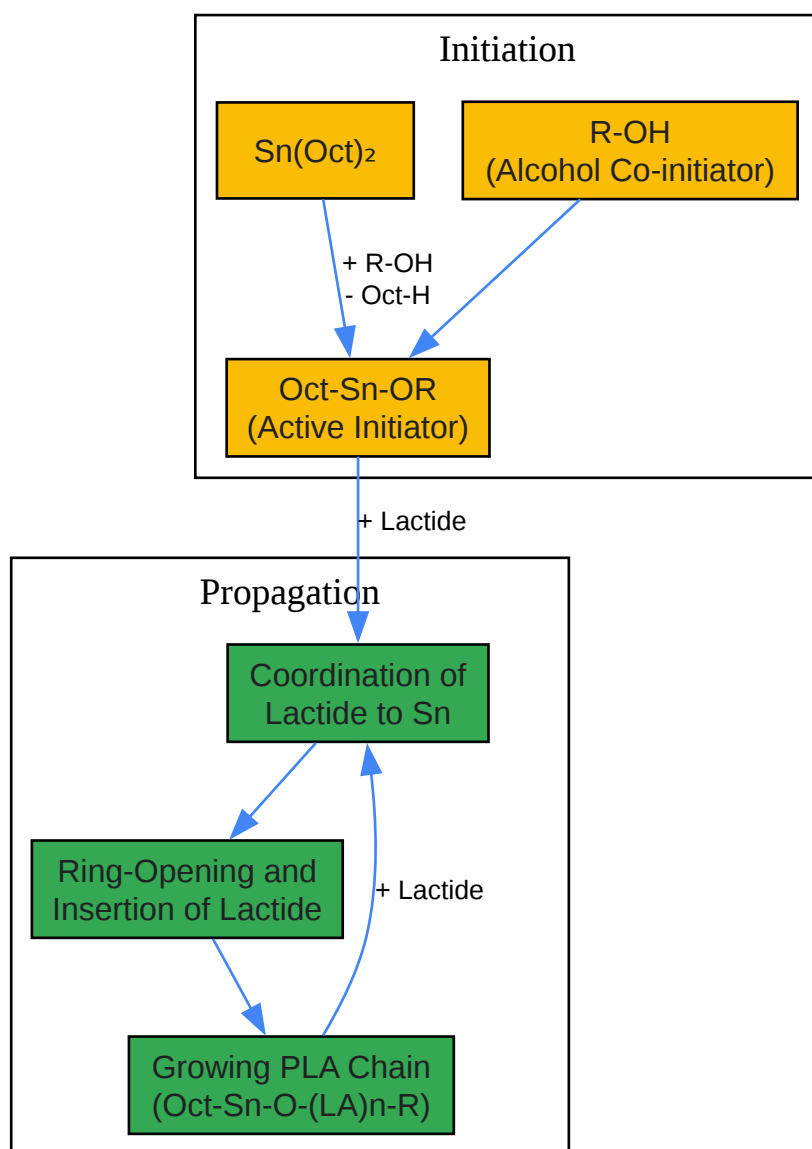 Initiation
Sn(Oct)₂
R-OH
(Alcohol Co-initiator)
+ R-OH
- Oct-H
Oct-Sn-OR
(Active Initiator)
+ Lactide
Propagation
Coordination of
Lactide to Sn
Ring-Opening and
Insertion of Lactide
+ Lactide
Growing PLA Chain
(Oct-Sn-O-(LA)n-R)